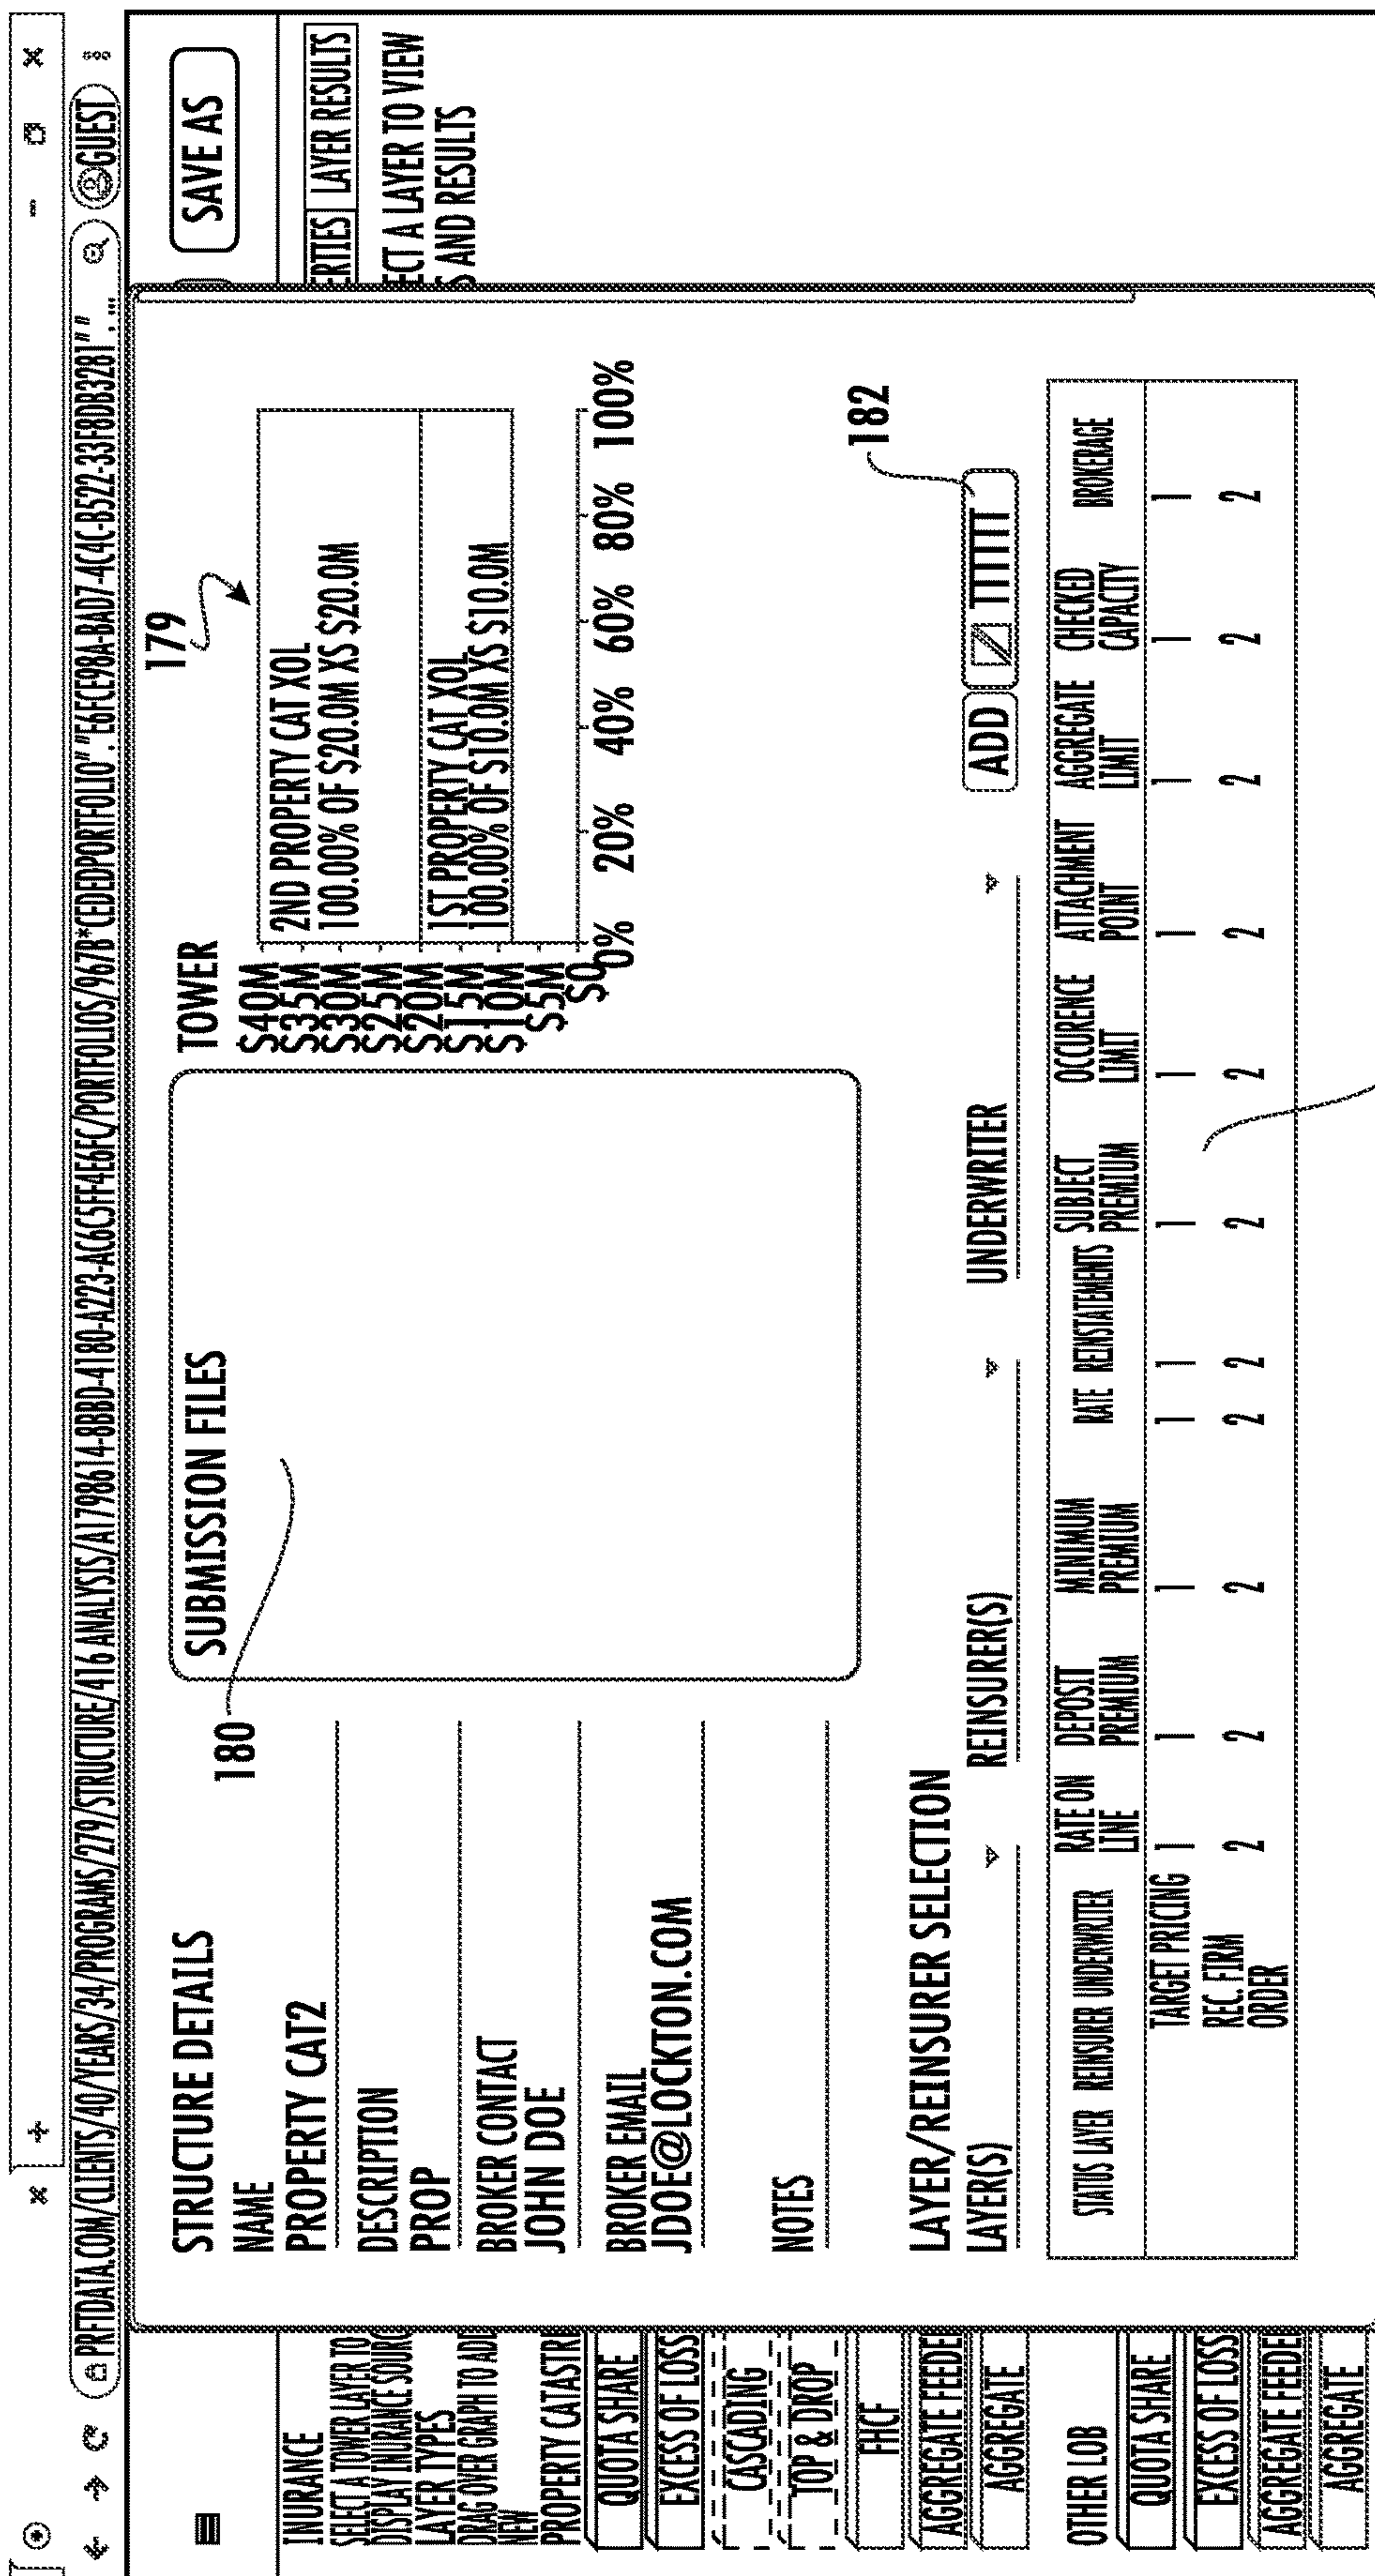 PRFTDATA.COM/CLIENTS/40/YEARS/34/PROGRAMS/279/STRUCTURE/416 ANALYSIS/A1798614-8BBD-4180-A223-AC6C5FF4E6FC/PORTFOLIOS/967B*CEDEDPORTFOLIO"."E6FCE98A-BAD7-4C4C-B522-33F8DB3281"", ...
GUEST
SAVE AS
INURANCE
SELECT A TOWER LAYER TO
DISPLAY INURANCE SOURC
LAYER TYPES
DRAG OVER GRAPH TO ADD
NEW
PROPERTY CATASTR
QUOTA SHARE
EXCESS OF LOSS
CASCADING
TOP & DROP
FHCF
AGGREGATE FEEDE
AGGREGATE
OTHER LOB
QUOTA SHARE
EXCESS OF LOSS
AGGREGATE FEEDE
AGGREGATE
STRUCTURE DETAILS
NAME
PROPERTY CAT2
DESCRIPTION
PROP
BROKER CONTACT
JOHN DOE
BROKER EMAIL
JDOE@LOCKTON.COM
NOTES
180
SUBMISSION FILES
TOWER
179
$40M
$35M
$30M
$25M
$20M
$15M
$10M
$5M
$0
2ND PROPERTY CAT XOL
100.00% OF $20.0M XS $20.0M
1ST PROPERTY CAT XOL
100.00% OF $10.0M XS $10.0M
0% 20% 40% 60% 80% 100%
ERTIES LAYER RESULTS
ECT A LAYER TO VIEW
S AND RESULTS
LAYER/REINSURER SELECTION
182
LAYER(S) REINSURER(S) UNDERWRITER ADD TTTTTT
STATUS LAYER REINSURER UNDERWRITER RATE ON LINE DEPOSIT PREMIUM MINIMUM PREMIUM RATE REINSTATEMENTS SUBJECT PREMIUM OCCURENCE LIMIT ATTACHMENT POINT AGGREGATE LIMIT CHECKED CAPACITY BROKERAGE
TARGET PRICING 1 1 1 1 1 1 1 1 1 1 1
REC. FIRM 2 2 2 2 2 2 2 2 2 2 2
ORDER